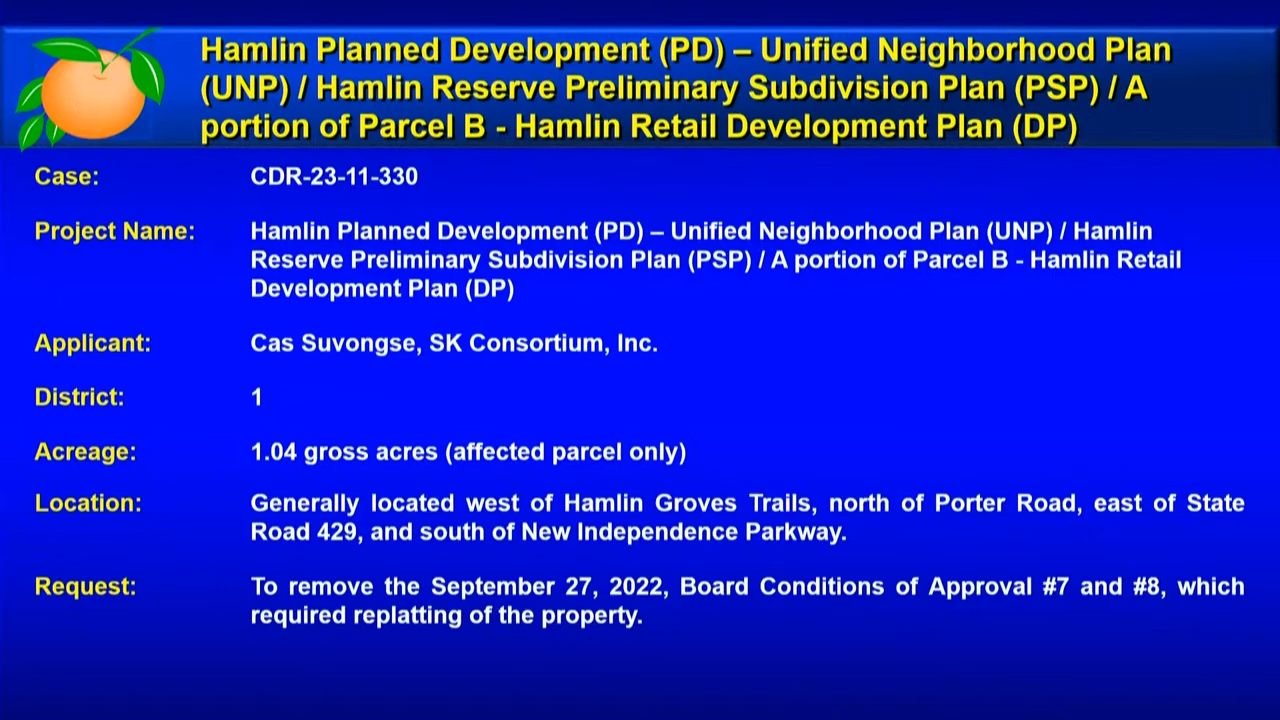 Hamlin Planned Development (PD) – Unified Neighborhood Plan
(UNP) / Hamlin Reserve Preliminary Subdivision Plan (PSP) / A
portion of Parcel B - Hamlin Retail Development Plan (DP)
Case: CDR-23-11-330
Project Name: Hamlin Planned Development (PD) – Unified Neighborhood Plan (UNP) / Hamlin
Reserve Preliminary Subdivision Plan (PSP) / A portion of Parcel B - Hamlin Retail
Development Plan (DP)
Applicant: Cas Suvongse, SK Consortium, Inc.
District: 1
Acreage: 1.04 gross acres (affected parcel only)
Location: Generally located west of Hamlin Groves Trails, north of Porter Road, east of State
Road 429, and south of New Independence Parkway.
Request: To remove the September 27, 2022, Board Conditions of Approval #7 and #8, which
required replatting of the property.